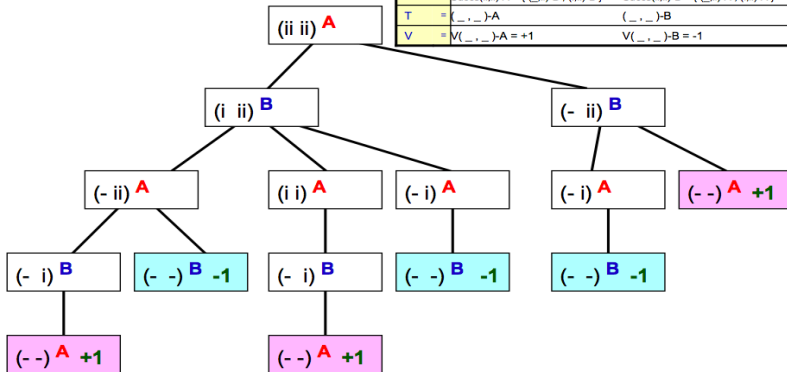 T = (_,_)-A (_,_)-B
V = V(_,_)-A = +1 V(_,_)-B = -1
(ii ii) A
(i ii) B (- ii) B
(- ii) A (i i) A (- i) A (- i) A (- -) A +1
(- i) B (- -) B -1 (- i) B (- -) B -1 (- -) B -1
(- -) A +1 (- -) A +1